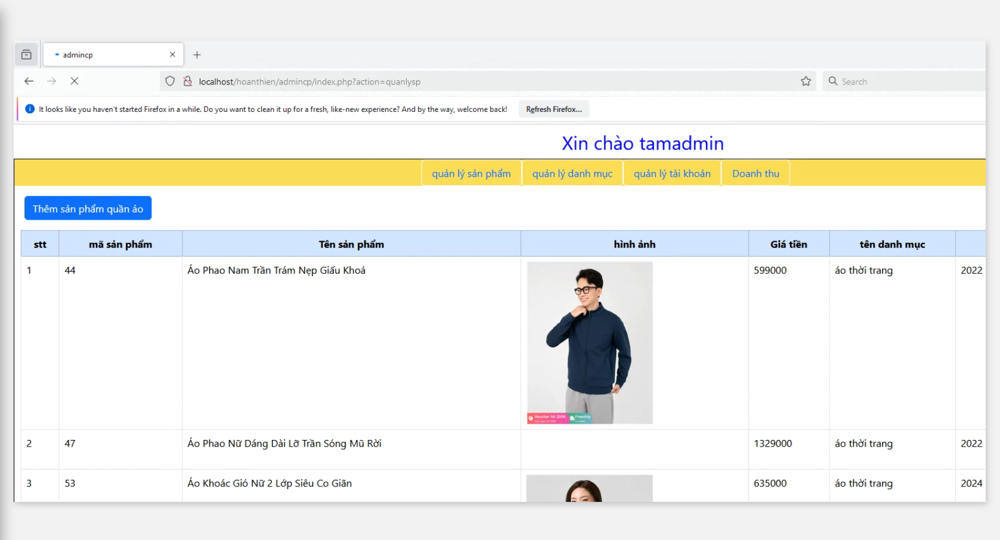 admincp
localhost/hoanthien/admincp/index.php?action=quanlysp
Search
It looks like you haven't started Firefox in a while. Do you want to clean it up for a fresh, like-new experience? And by the way, welcome back!
Refresh Firefox...
Xin chào tamadmin
quản lý sản phẩm
quản lý danh mục
quản lý tài khoản
Doanh thu
Thêm sản phẩm quần áo
stt mã sản phẩm Tên sản phẩm hình ảnh Giá tiền tên danh mục
1 44 Áo Phao Nam Trần Trám Nẹp Giấu Khoá 599000 áo thời trang 2022
Voucher tới 200K Freeship
2 47 Áo Phao Nữ Dáng Dài Lỡ Trần Sóng Mũ Rời 1329000 áo thời trang 2022
3 53 Áo Khoác Gió Nữ 2 Lớp Siêu Co Giãn 635000 áo thời trang 2024